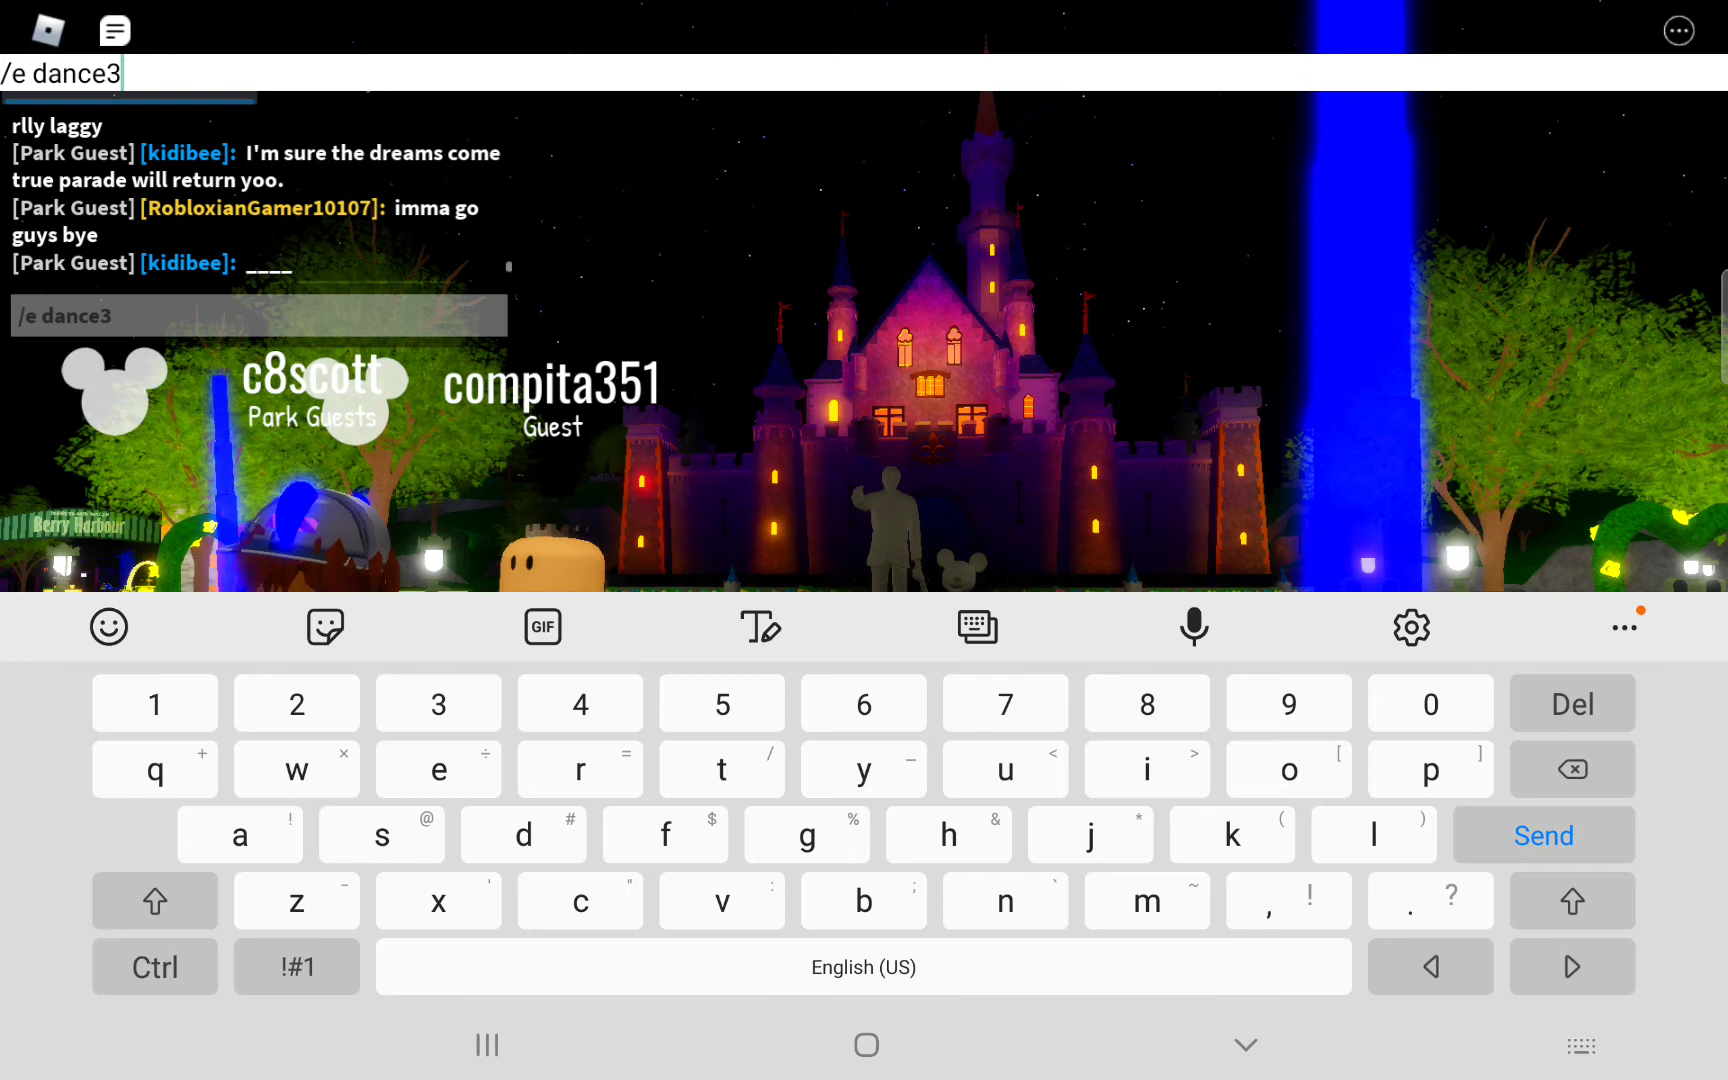 /e dance3
rlly laggy
[Park Guest] [kidibee]: I'm sure the dreams come
true parade will return yoo.
[Park Guest] [RobloxianGamer10107]: imma go
guys bye
[Park Guest] [kidibee]: ____
/e dance3
c8scott
Park Guests
compita351
Guest
Berry Harbour
GIF
1 2 3 4 5 6 7 8 9 0 Del
q + w × e ÷ r = t / y _ u < i > o [ p ]
a ! s @ d # f $ g % h & j * k ( l ) Send
z - x ' c " v : b ; n ` m ~ , ! . ?
Ctrl !#1 English (US)